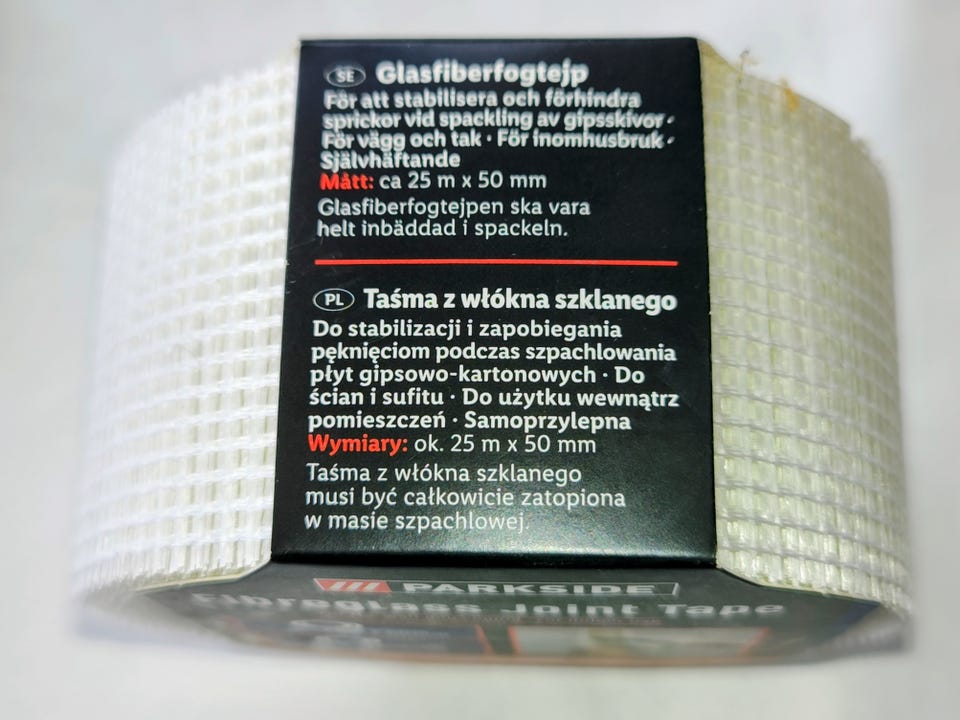 SE Glasfiberfogtejp
För att stabilisera och förhindra
sprickor vid spackling av gipsskivor ·
För vägg och tak · För inomhusbruk ·
Självhäftande
Mått: ca 25 m x 50 mm
Glasfiberfogtejpen ska vara
helt inbäddad i spackeln.
PL Taśma z włókna szklanego
Do stabilizacji i zapobiegania
pęknięciom podczas szpachlowania
płyt gipsowo-kartonowych · Do
ścian i sufitu · Do użytku wewnątrz
pomieszczeń · Samoprzylepna
Wymiary: ok. 25 m x 50 mm
Taśma z włókna szklanego
musi być całkowicie zatopiona
w masie szpachlowej.
PARKSIDE
Fibreglass Joint Tape